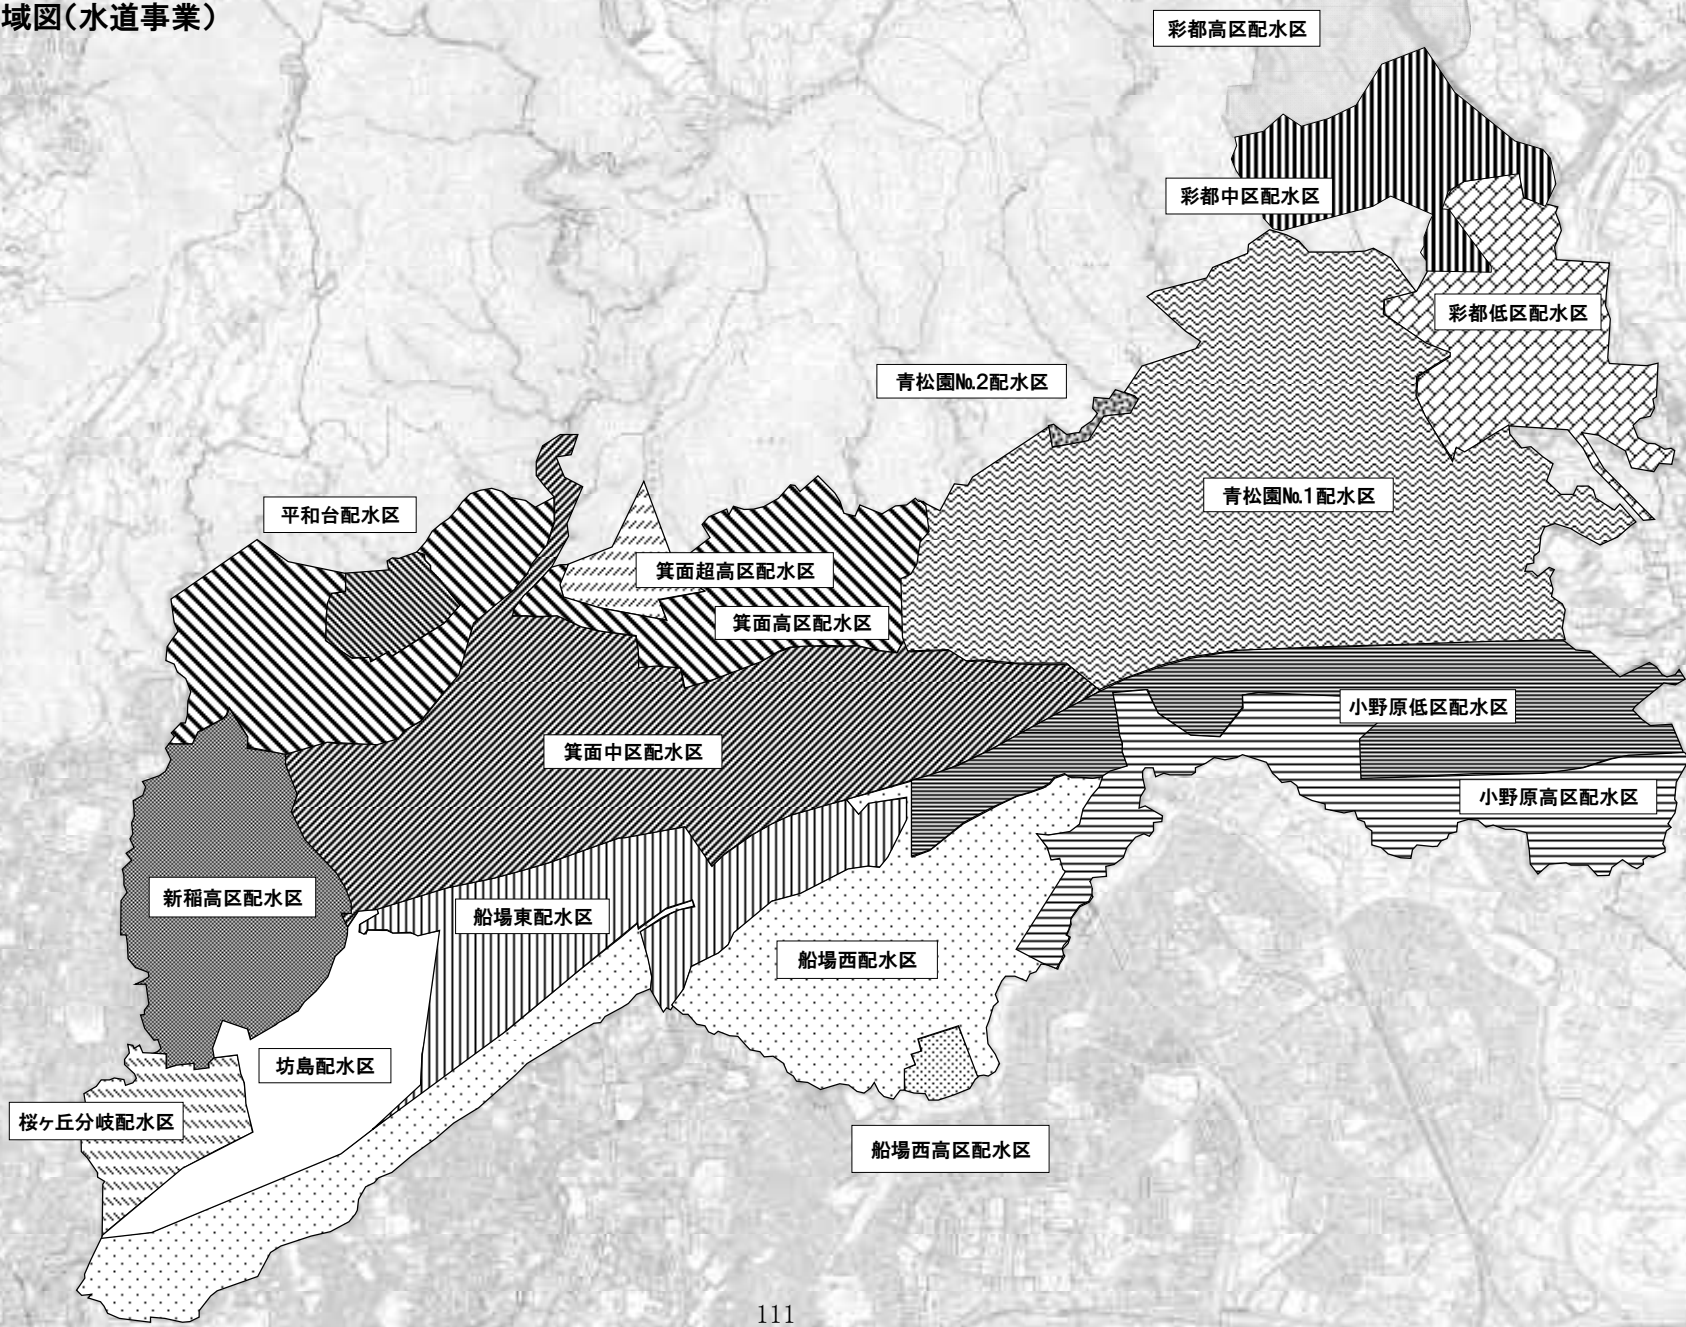 域図（水道事業）
彩都高区配水区
彩都中区配水区
彩都低区配水区
青松園№2配水区
青松園№1配水区
平和台配水区
箕面超高区配水区
箕面高区配水区
小野原低区配水区
箕面中区配水区
小野原高区配水区
新稲高区配水区
船場東配水区
船場西配水区
坊島配水区
桜ヶ丘分岐配水区
船場西高区配水区
111